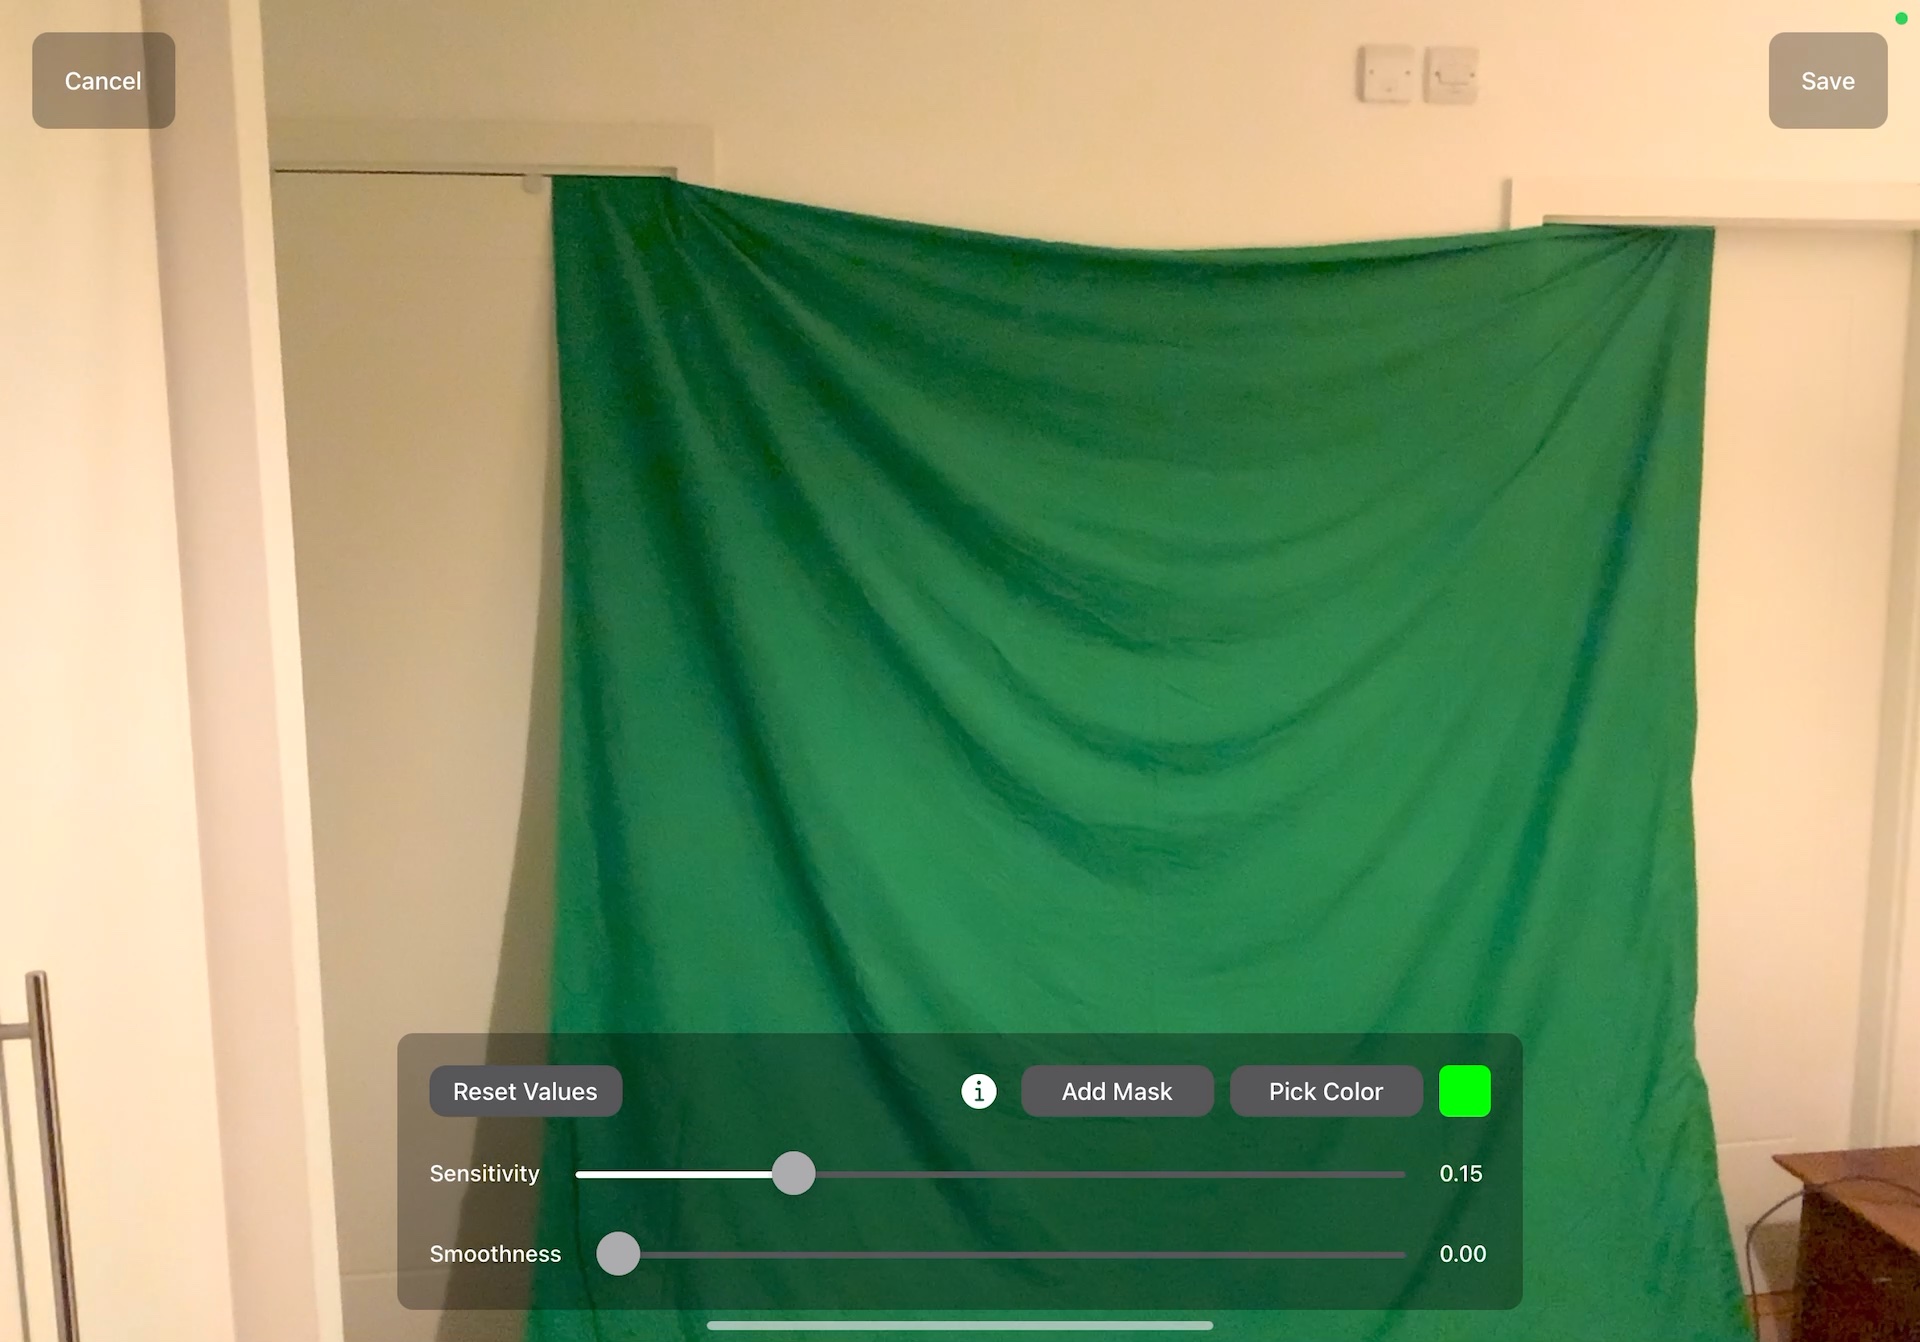 Cancel
Save
Reset Values
i
Add Mask
Pick Color
Sensitivity
0.15
Smoothness
0.00